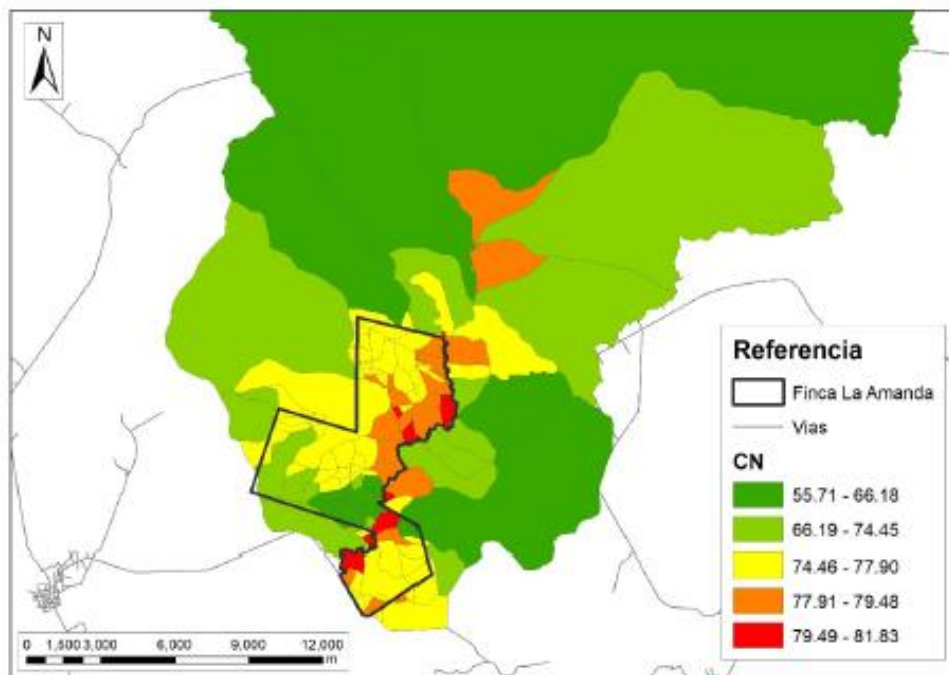 N
Referencia
Finca La Amanda
Vias
CN
55.71 - 66.18
66.19 - 74.45
74.46 - 77.90
77.91 - 79.48
79.49 - 81.83
0 1,500 3,000 6,000 9,000 12,000
m